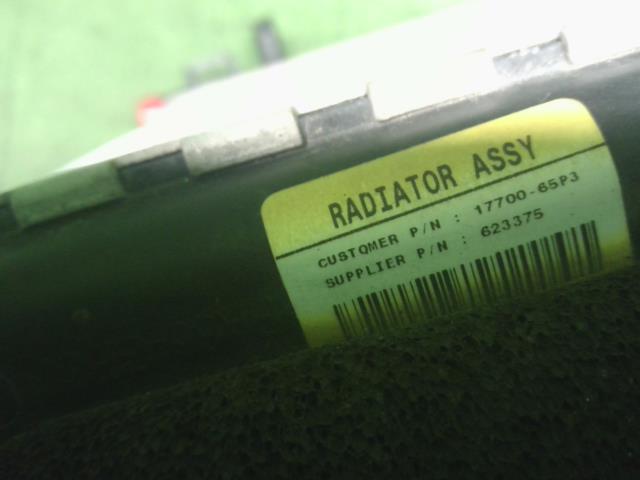 RADIATOR ASSY
CUSTOMER P/N : 17700-65P3
SUPPLIER P/N : 623375